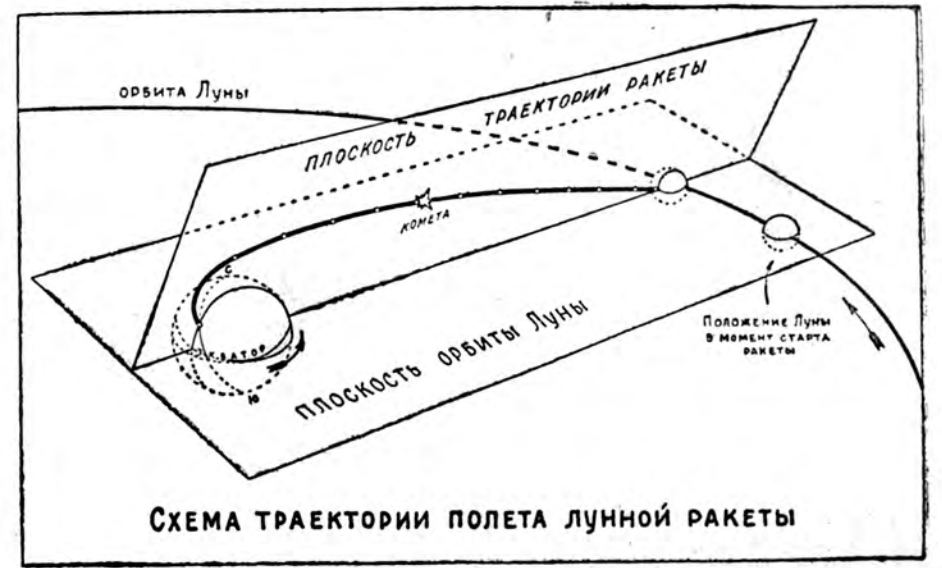 ОРБИТА ЛУНЫ
ПЛОСКОСТЬ ТРАЕКТОРИИ РАКЕТЫ
КОМЕТА
С
ЭКВАТОР
Ю
ПЛОСКОСТЬ ОРБИТЫ ЛУНЫ
ПОЛОЖЕНИЕ ЛУНЫ
В МОМЕНТ СТАРТА
РАКЕТЫ
СХЕМА ТРАЕКТОРИИ ПОЛЕТА ЛУННОЙ РАКЕТЫ